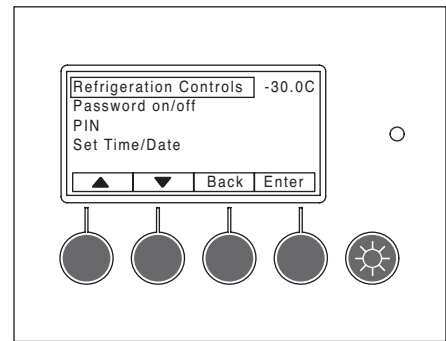 Refrigeration Controls -30.0C
Password on/off
PIN
Set Time/Date
Back Enter